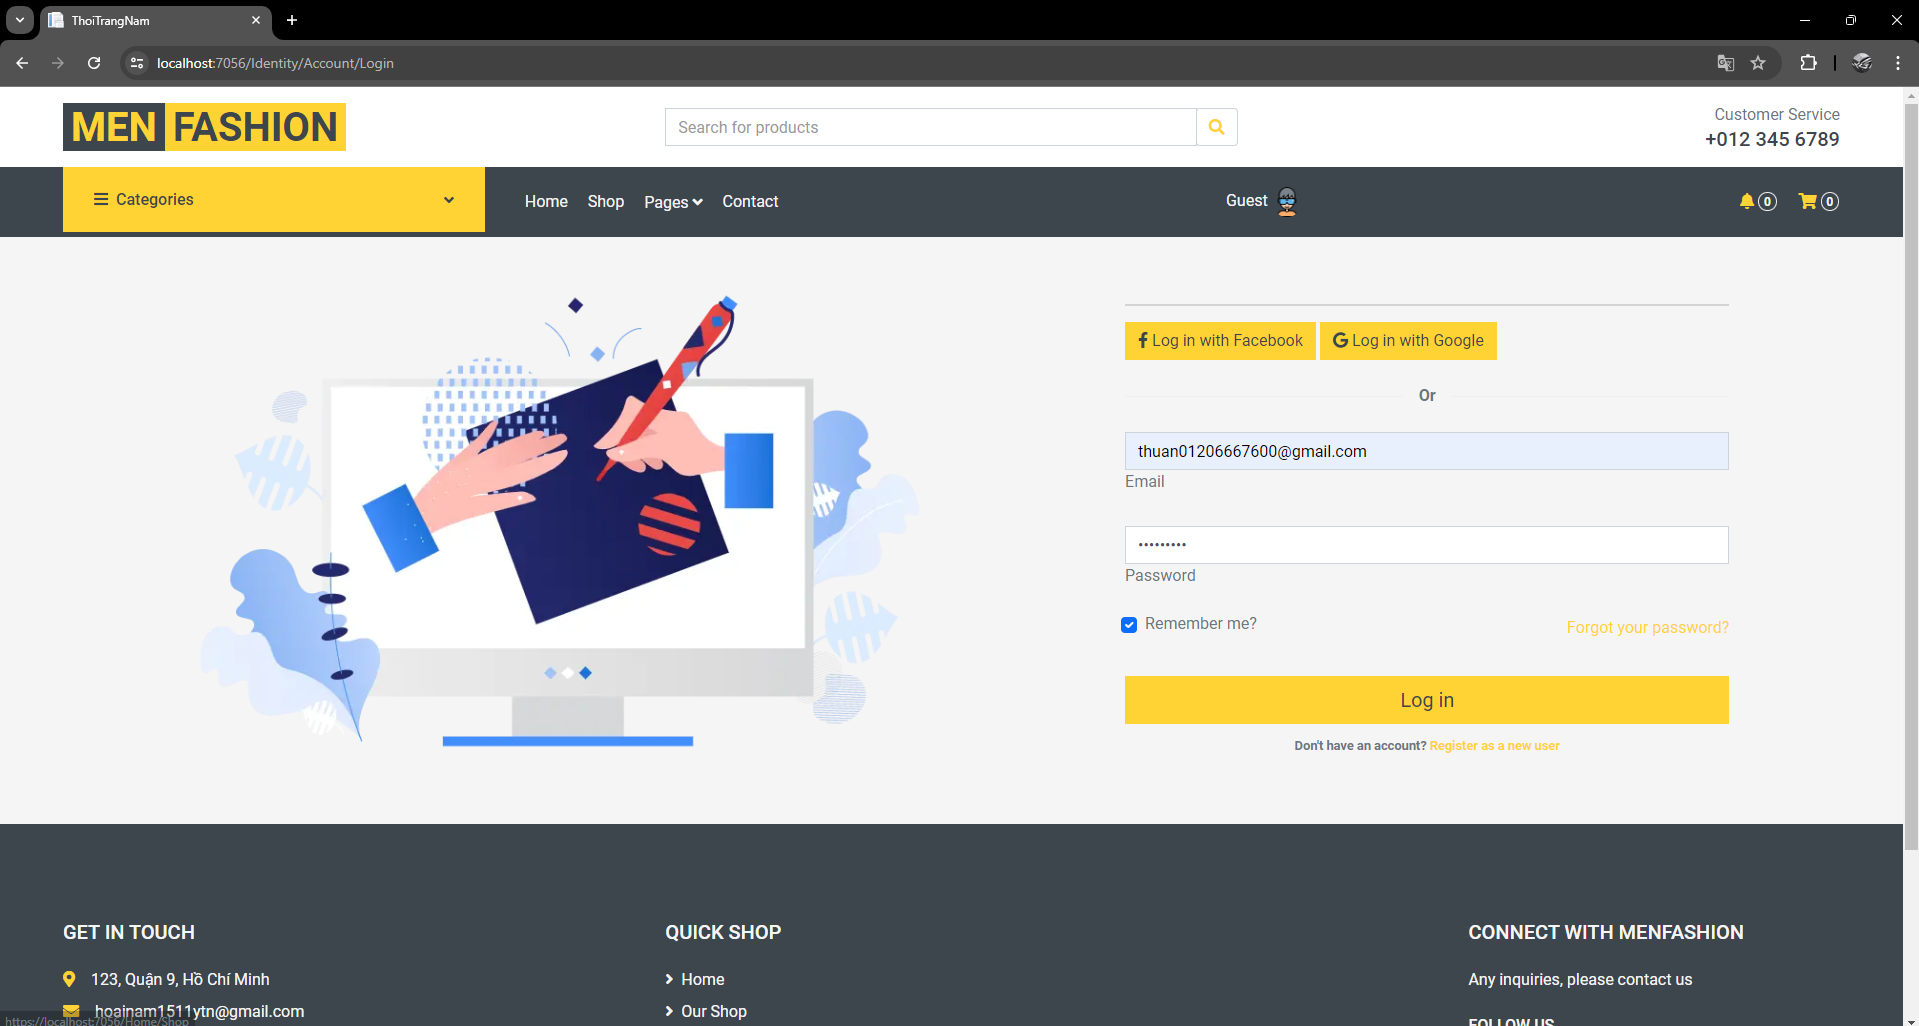 ThoiTrangNam
localhost:7056/Identity/Account/Login
MEN FASHION
Search for products
Customer Service
+012 345 6789
Categories
Home
Shop
Pages
Contact
Guest
0
0
Log in with Facebook
Log in with Google
Or
thuan01206667600@gmail.com
Email
•••••••••
Password
Remember me?
Forgot your password?
Log in
Don't have an account? Register as a new user
GET IN TOUCH
QUICK SHOP
CONNECT WITH MENFASHION
123, Quận 9, Hồ Chí Minh
Home
Any inquiries, please contact us
hoainam1511ytn@gmail.com
Our Shop
https://localhost:7056/Home/Shop
FOLLOW US